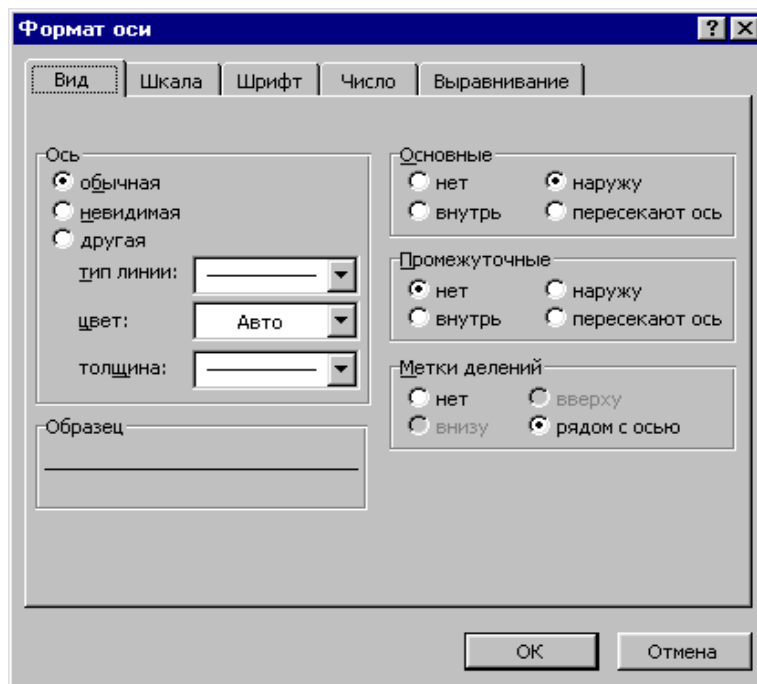 Формат оси
Вид Шкала Шрифт Число Выравнивание
Ось
обычная
невидимая
другая
тип линии:
цвет: Авто
толщина:
Образец
Основные
нет наружу
внутрь пересекают ось
Промежуточные
нет наружу
внутрь пересекают ось
Метки делений
нет вверху
внизу рядом с осью
ОК Отмена